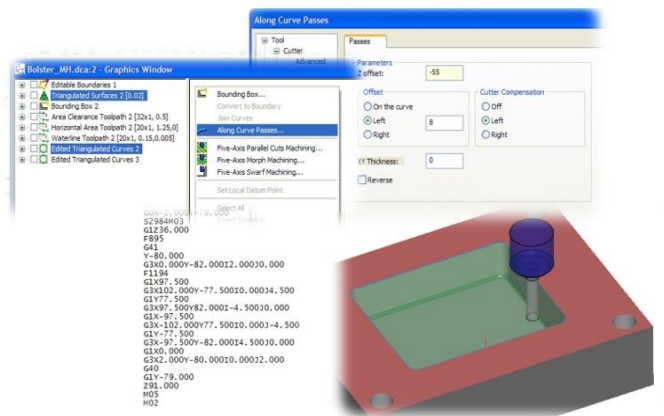 Along Curve Passes
Tool
Cutter
Advanced
Passes
Parameters
Z offset: -55
Offset
On the curve
Left 8
Right
Cutter Compensation
Off
Left
Right
XY Thickness: 0
Reverse
Bolster_MH.dca:2 - Graphics Window
Editable Boundaries 1
Triangulated Surfaces 2 [0.02]
Bounding Box 2
Area Clearance Toolpath 2 [32x1, 0.5]
Horizontal Area Toolpath 2 [20x1, 1.25,0]
Waterline Toolpath 2 [20x1, 0.15,0.005]
Edited Triangulated Curves 2
Edited Triangulated Curves 3
Bounding Box...
Convert to Boundary
Join Curves
Along Curve Passes...
Five-Axis Parallel Cuts Machining...
Five-Axis Morph Machining...
Five-Axis Swarf Machining...
Set Local Datum Point
Select All
G0X-2.000Y-79.000
S2984M03
G1Z36.000
F895
G41
Y-80.000
G3X0.000Y-82.000I2.000J0.000
F1194
G1X97.500
G3X102.000Y-77.500I0.000J4.500
G1Y77.500
G3X97.500Y82.000I-4.500J0.000
G1X-97.500
G3X-102.000Y77.500I0.000J-4.500
G1Y-77.500
G3X-97.500Y-82.000I4.500J0.000
G1X0.000
G3X2.000Y-80.000I0.000J2.000
G40
G1Y-79.000
Z91.000
M05
M02